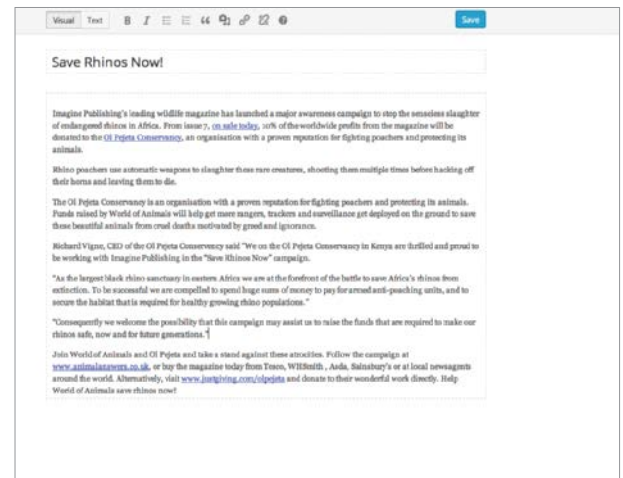 Visual Text B I “
Save
Save Rhinos Now!
Imagine Publishing's leading wildlife magazine has launched a major awareness campaign to stop the senseless slaughter
of endangered rhinos in Africa. From issue 7, on sale today, 10% of the worldwide profits from the magazine will be
donated to the Ol Pejeta Conservancy, an organisation with a proven reputation for fighting poachers and protecting its
animals.
Rhino poachers use automatic weapons to slaughter these rare creatures, shooting them multiple times before hacking off
their horns and leaving them to die.
The Ol Pejeta Conservancy is an organisation with a proven reputation for fighting poachers and protecting its animals.
Funds raised by World of Animals will help get more rangers, trackers and surveillance get deployed on the ground to save
these beautiful animals from cruel deaths motivated by greed and ignorance.
Richard Vigne, CEO of the Ol Pejeta Conservency said "We on the Ol Pejeta Conservancy in Kenya are thrilled and proud to
be working with Imagine Publishing in the "Save Rhinos Now" campaign.
"As the largest black rhino sanctuary in eastern Africa we are at the forefront of the battle to save Africa's rhinos from
extinction. To be successful we are compelled to spend huge sums of money to pay for armed anti-poaching units, and to
secure the habitat that is required for healthy growing rhino populations."
"Consequently we welcome the possibility that this campaign may assist us to raise the funds that are required to make our
rhinos safe, now and for future generations."
Join World of Animals and Ol Pejeta and take a stand against these atrocities. Follow the campaign at
www.animalanswers.co.uk, or buy the magazine today from Tesco, WHSmith , Asda, Sainsbury's or at local newsagents
around the world. Alternatively, visit www.justgiving.com/olpejeta and donate to their wonderful work directly. Help
World of Animals save rhinos now!